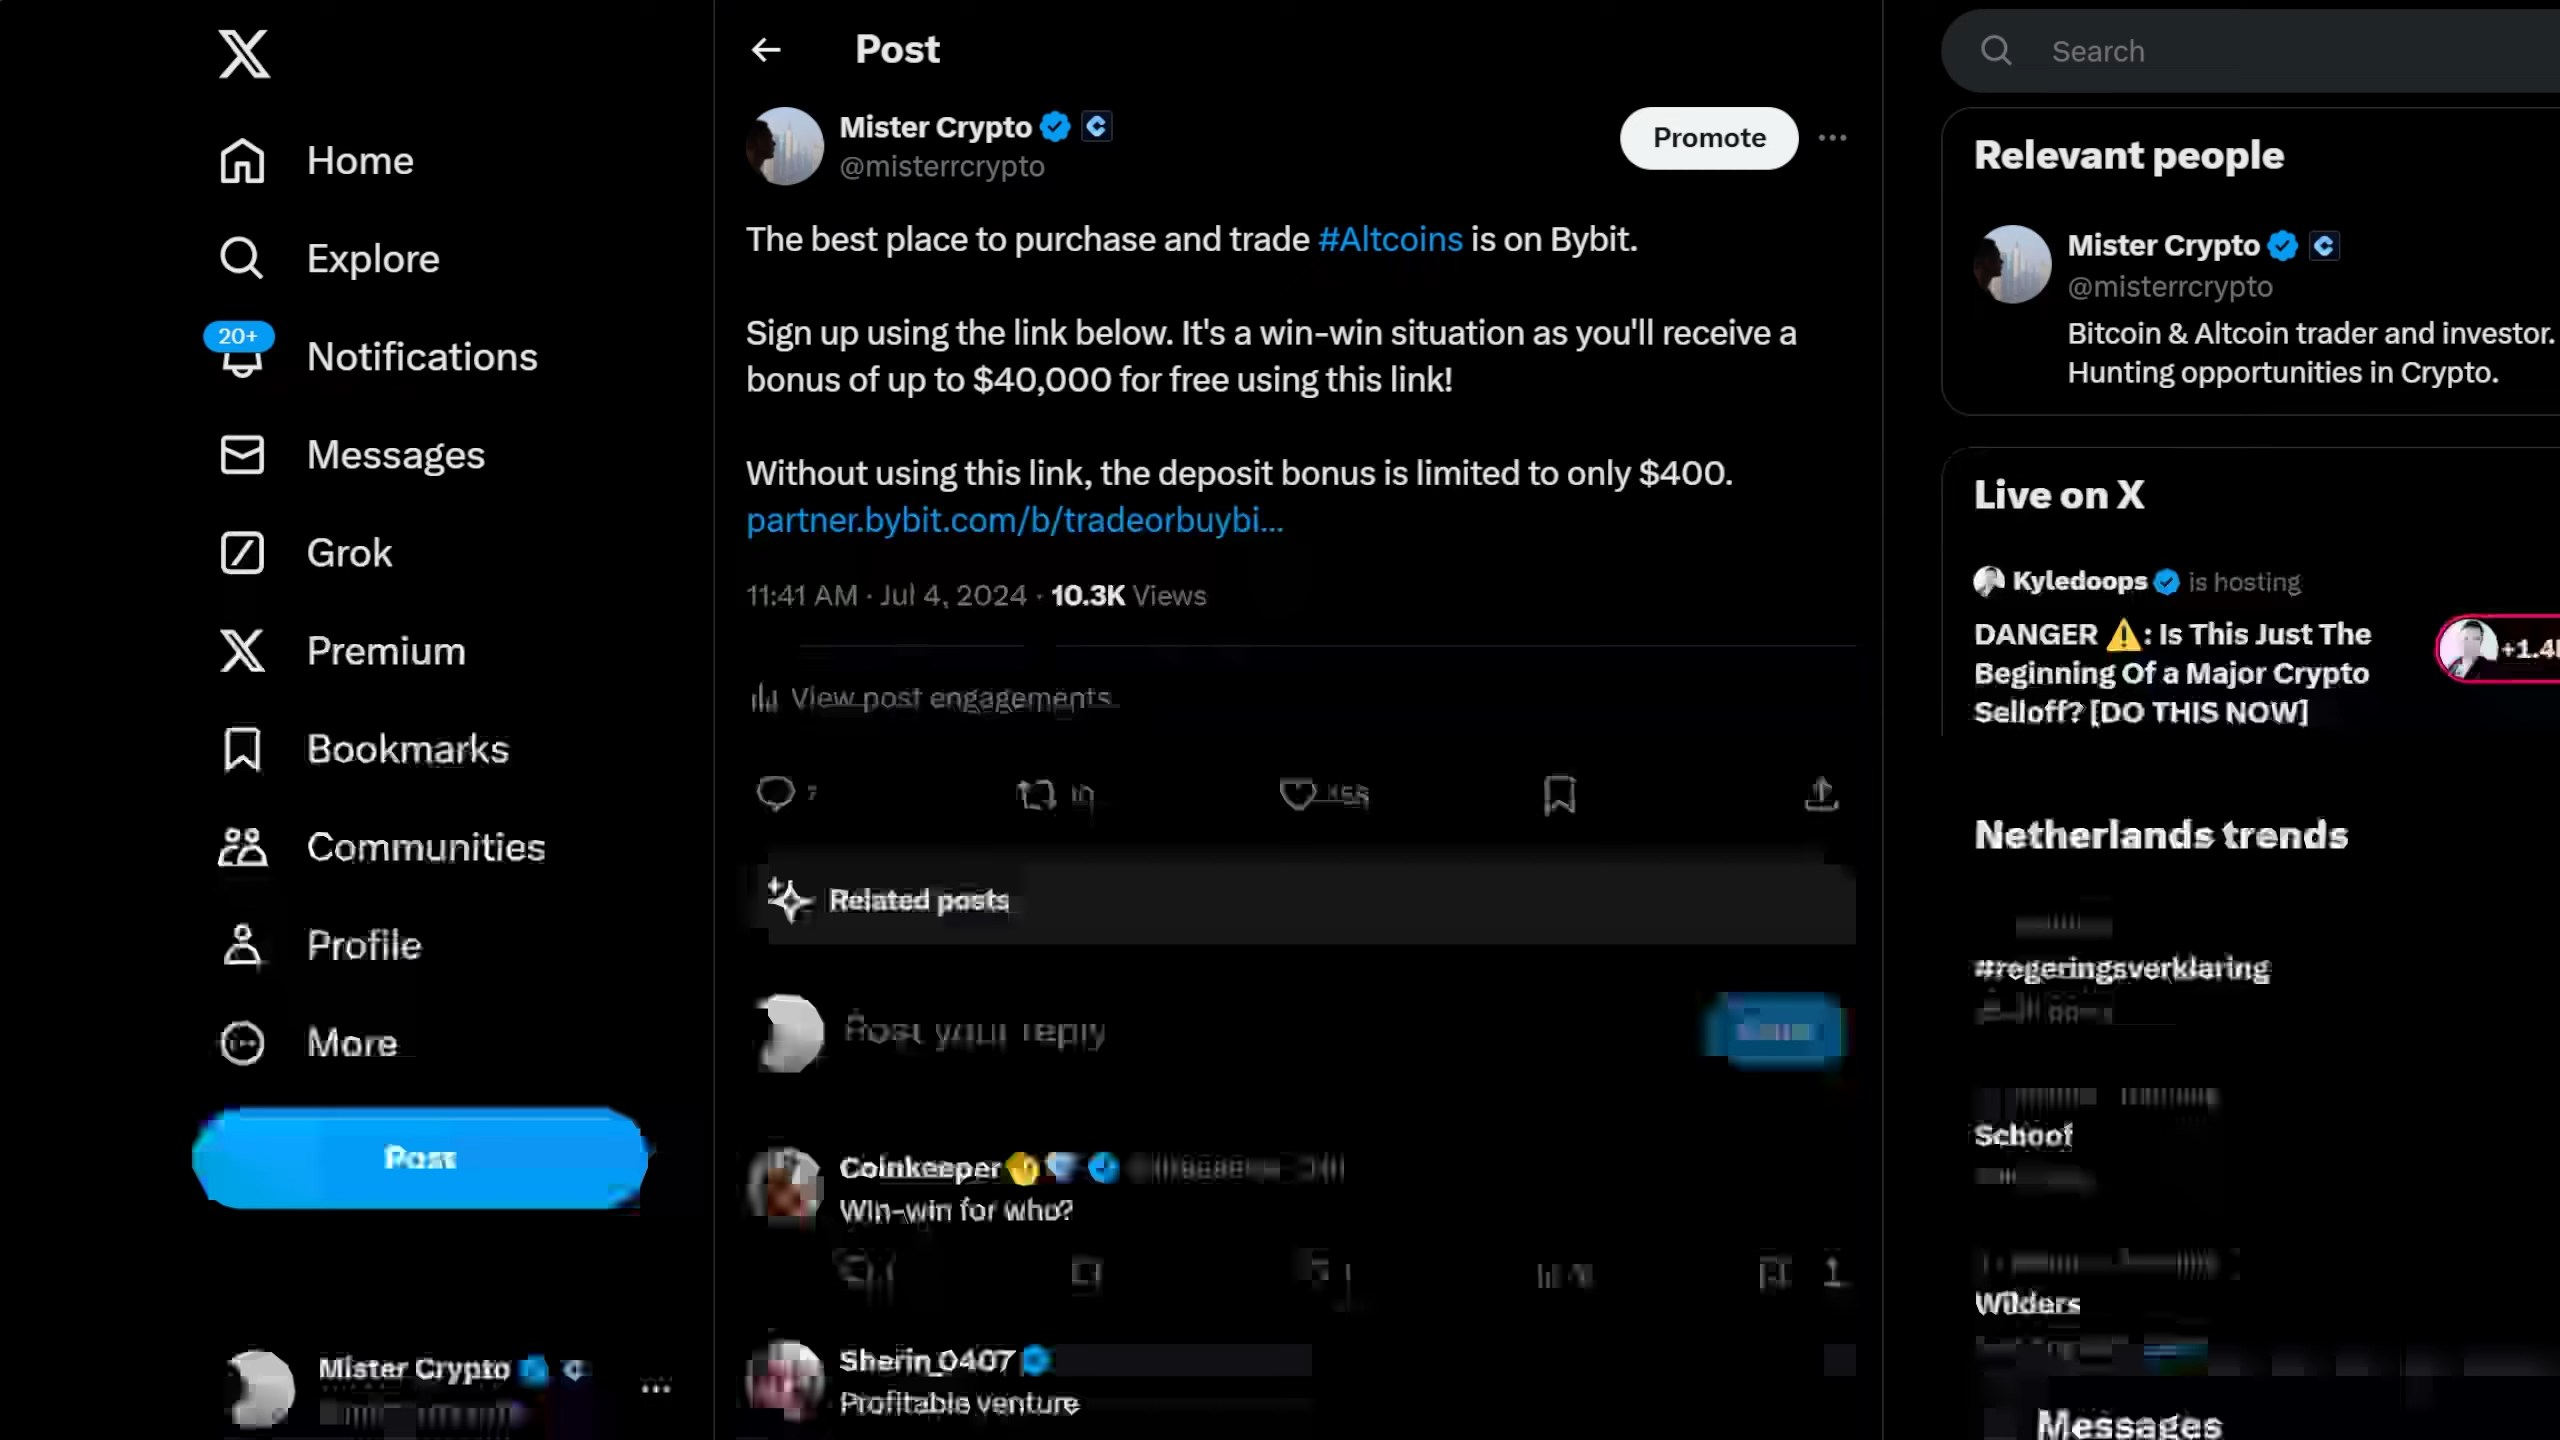 Home
Explore
20+
Notifications
Messages
Grok
Premium
Bookmarks
Communities
Profile
More
Post
Mister Crypto
Post
Mister Crypto
@misterrcrypto
Promote
The best place to purchase and trade #Altcoins is on Bybit.
Sign up using the link below. It's a win-win situation as you'll receive a
bonus of up to $40,000 for free using this link!
Without using this link, the deposit bonus is limited to only $400.
partner.bybit.com/b/tradeorbuybi...
11:41 AM · Jul 4, 2024 · 10.3K Views
View post engagements
Related posts
Post your reply
Coinkeeper
Win-win for who?
Sherin_0407
Profitable venture
Search
Relevant people
Mister Crypto
@misterrcrypto
Bitcoin & Altcoin trader and investor.
Hunting opportunities in Crypto.
Live on X
Kyledoops is hosting
DANGER ⚠️: Is This Just The
Beginning Of a Major Crypto
Selloff? [DO THIS NOW]
Netherlands trends
#regeringsverklaring
Schoof
Wilders
Messages